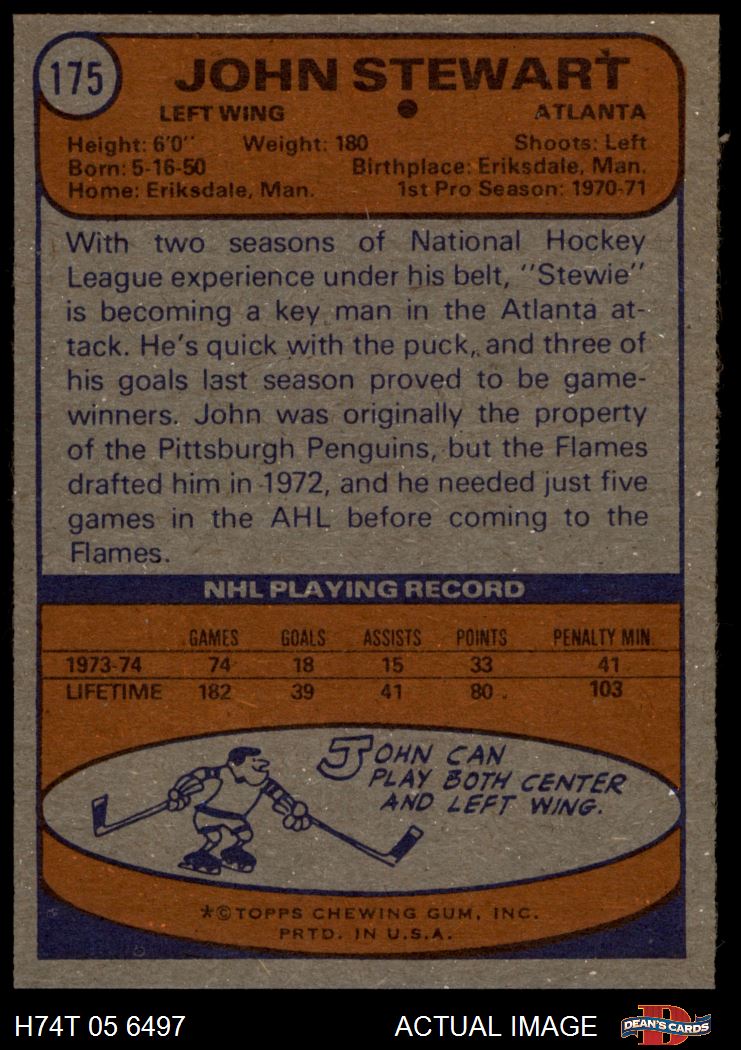 175
JOHN STEWART
LEFT WING ● ATLANTA
Height: 6'0" Weight: 180 Shoots: Left
Born: 5-16-50 Birthplace: Eriksdale, Man.
Home: Eriksdale, Man. 1st Pro Season: 1970-71
With two seasons of National Hockey
League experience under his belt, "Stewie"
is becoming a key man in the Atlanta at-
tack. He's quick with the puck, and three of
his goals last season proved to be game-
winners. John was originally the property
of the Pittsburgh Penguins, but the Flames
drafted him in 1972, and he needed just five
games in the AHL before coming to the
Flames.
NHL PLAYING RECORD
GAMES GOALS ASSISTS POINTS PENALTY MIN
1973-74 74 18 15 33 41
LIFETIME 182 39 41 80 103
JOHN CAN
PLAY BOTH CENTER
AND LEFT WING.
*©TOPPS CHEWING GUM, INC.
PRTD. IN U.S.A.
H74T 05 6497 ACTUAL IMAGE
D
DEAN'S CARDS